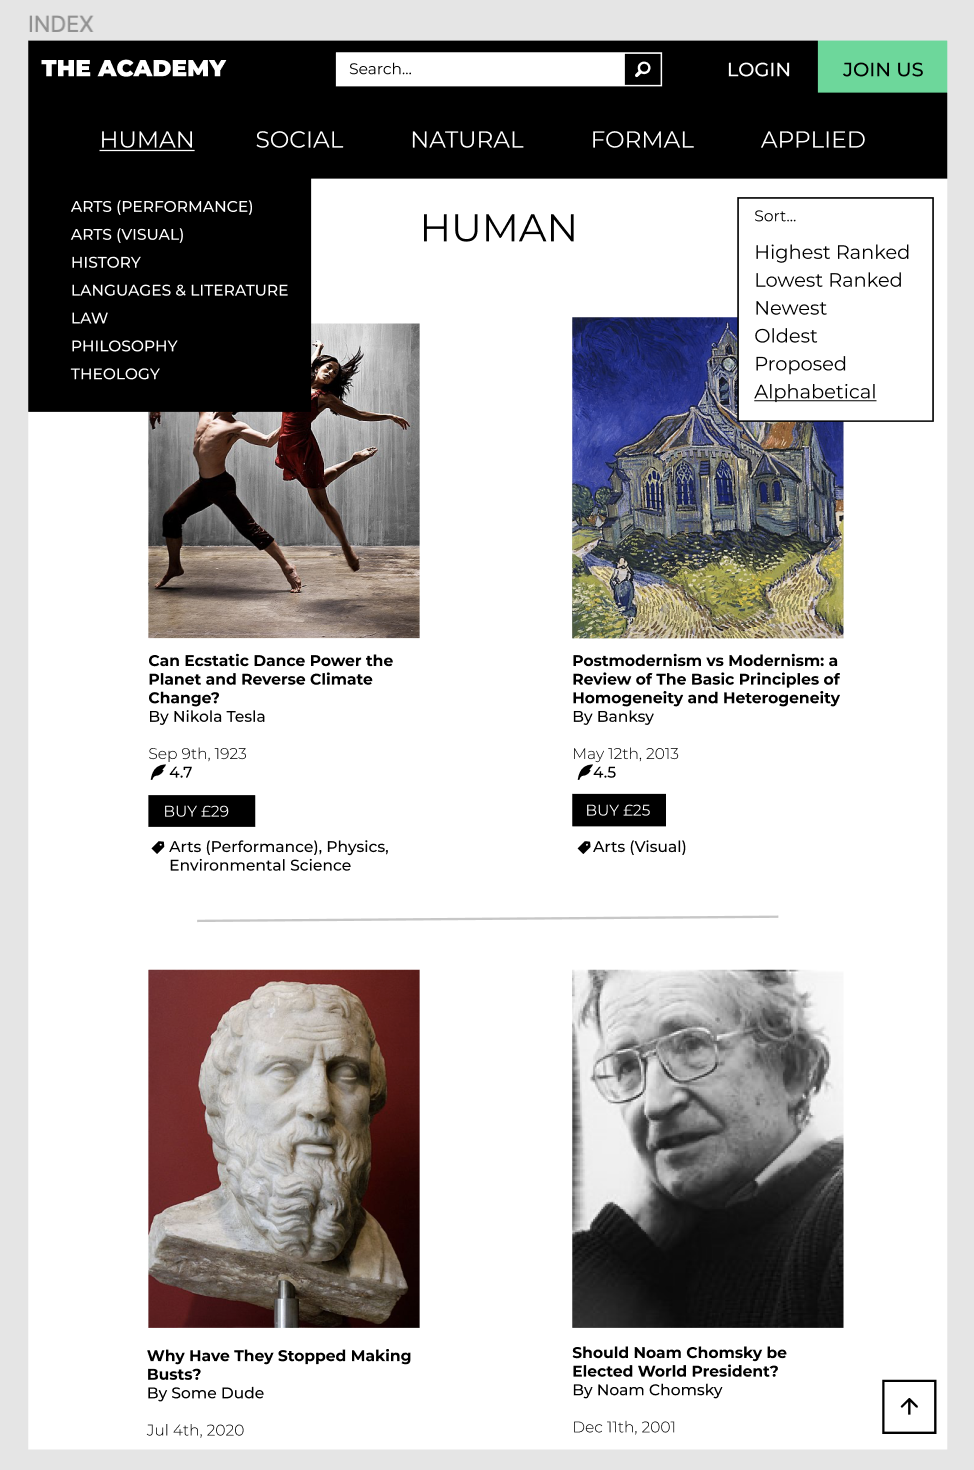 INDEX
THE ACADEMY
Search...
LOGIN
JOIN US
HUMAN
SOCIAL
NATURAL
FORMAL
APPLIED
ARTS (PERFORMANCE)
ARTS (VISUAL)
HISTORY
LANGUAGES & LITERATURE
LAW
PHILOSOPHY
THEOLOGY
HUMAN
Sort...
Highest Ranked
Lowest Ranked
Newest
Oldest
Proposed
Alphabetical
Can Ecstatic Dance Power the
Planet and Reverse Climate
Change?
By Nikola Tesla
Sep 9th, 1923
4.7
BUY £29
Arts (Performance), Physics,
Environmental Science
Postmodernism vs Modernism: a
Review of The Basic Principles of
Homogeneity and Heterogeneity
By Banksy
May 12th, 2013
4.5
BUY £25
Arts (Visual)
Why Have They Stopped Making
Busts?
By Some Dude
Jul 4th, 2020
Should Noam Chomsky be
Elected World President?
By Noam Chomsky
Dec 11th, 2001